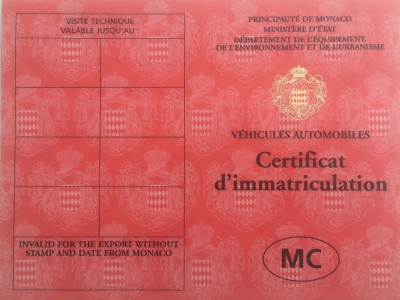 VISITE TECHNIQUE
VALABLE JUSQU'AU :
INVALID FOR THE EXPORT WITHOUT
STAMP AND DATE FROM MONACO
PRINCIPAUTÉ DE MONACO
MINISTÈRE D'ÉTAT
DÉPARTEMENT DE L'ÉQUIPEMENT,
DE L'ENVIRONNEMENT ET DE L'URBANISME
VÉHICULES AUTOMOBILES
Certificat
d'immatriculation
MC